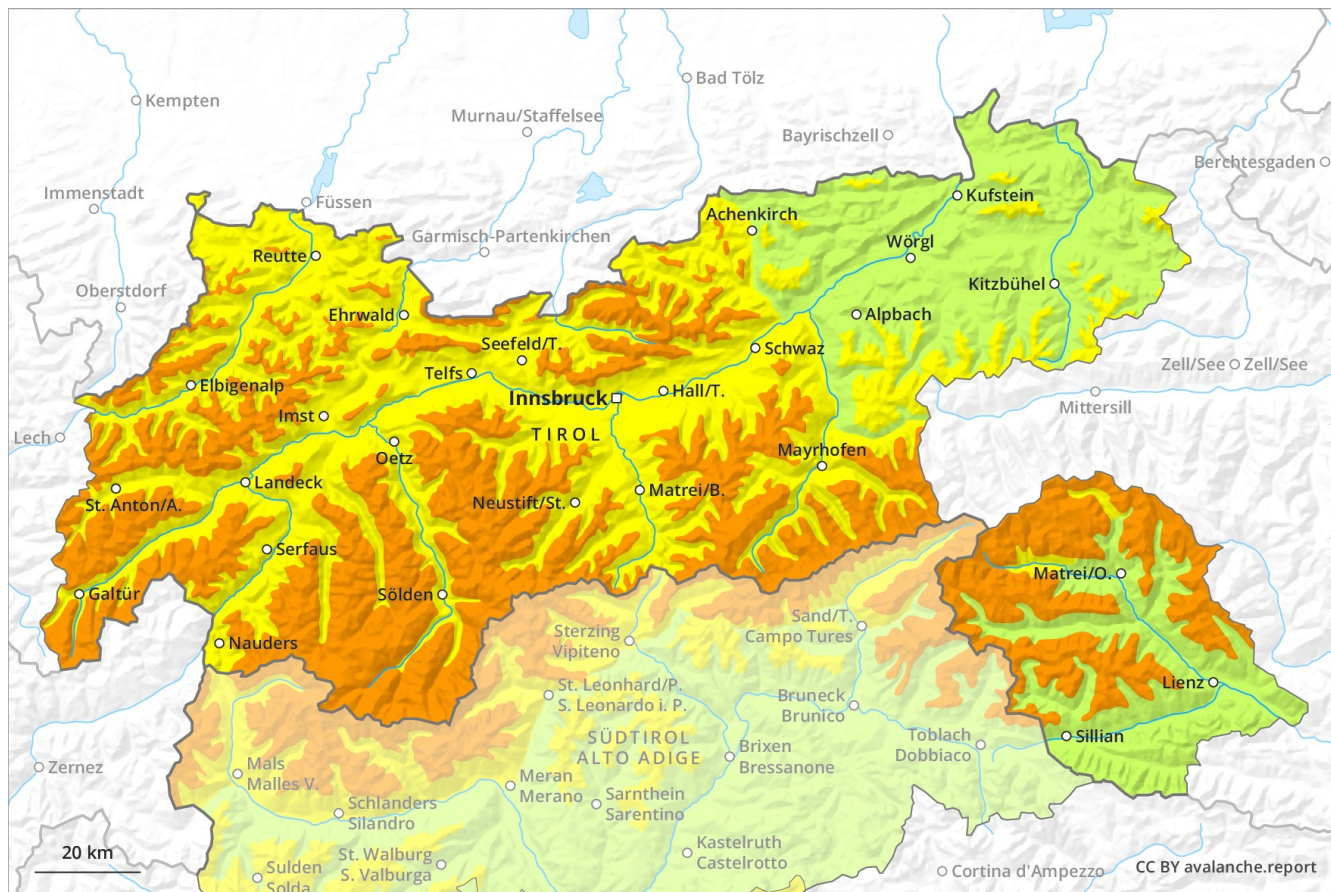 Bad Tölz
Kempten
Murnau/Staffelsee
Bayrischzell
Berchtesgaden
Immenstadt
Füssen
Kufstein
Achenkirch
Garmisch-Partenkirchen
Reutte
Wörgl
Oberstdorf
Kitzbühel
Ehrwald
Alpbach
Seefeld/T.
Schwaz
Zell/See
Zell/See
Telfs
Elbigenalp
Hall/T.
Innsbruck
Mittersill
Imst
TIROL
Lech
Mayrhofen
Oetz
Landeck
Matrei/B.
St. Anton/A.
Neustift/St.
Serfaus
Matrei/O.
Galtür
Sölden
Sand/T.
Campo Tures
Sterzing
Vipiteno
Nauders
Lienz
St. Leonhard/P.
S. Leonardo i. P.
Bruneck
Brunico
SÜDTIROL
ALTO ADIGE
Toblach
Dobbiaco
Sillian
Brixen
Bressanone
Zernez
Mals
Malles V.
Meran
Merano
Sarnthein
Sarentino
Schlanders
Silandro
20 km
Kastelruth
Castelrotto
St. Walburg
S. Valburga
Sulden
Solda
Cortina d'Ampezzo
CC BY avalanche.report